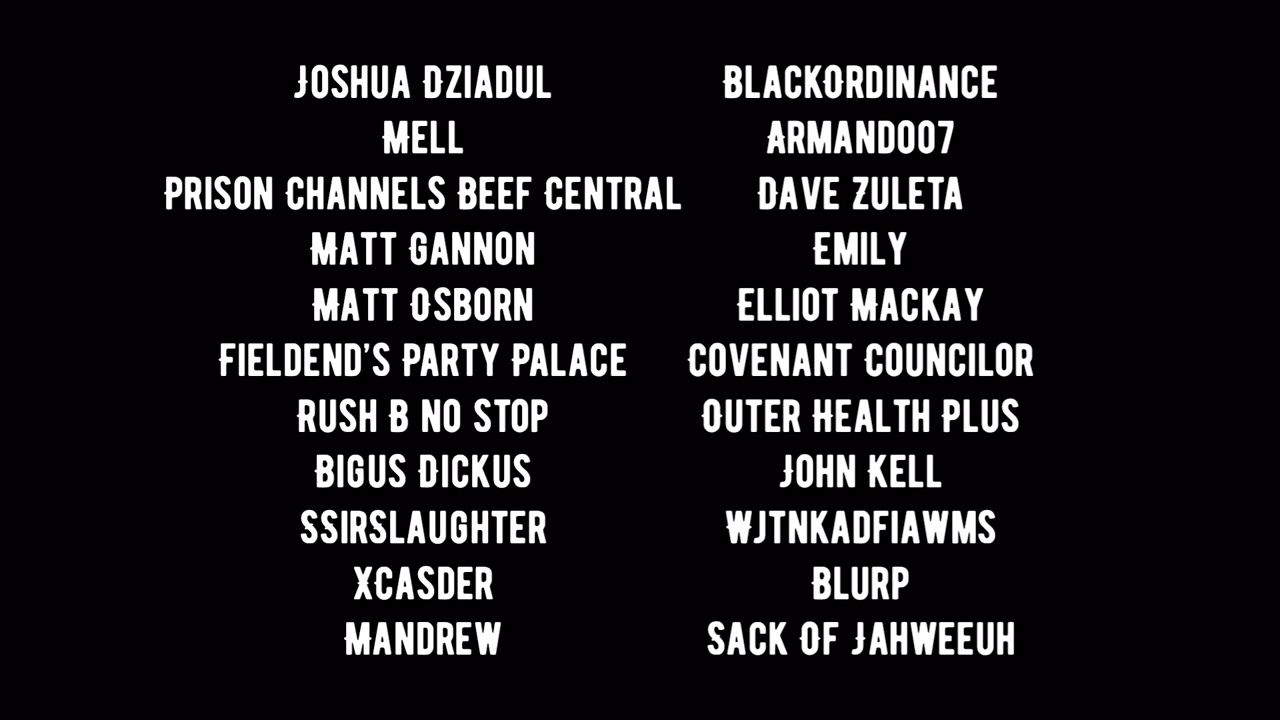 Joshua Dziadul
Mell
Prison Channels Beef Central
Matt Gannon
Matt Osborn
Fieldend's Party Palace
Rush B no stop
Bigus Dickus
SSirSlaughter
XCasder
Mandrew
BlackOrdinance
Armando07
Dave Zuleta
Emily
Elliot Mackay
Covenant Councilor
Outer Health Plus
John Kell
Wjtnkadfiawms
Blurp
Sack Of Jahweeuh